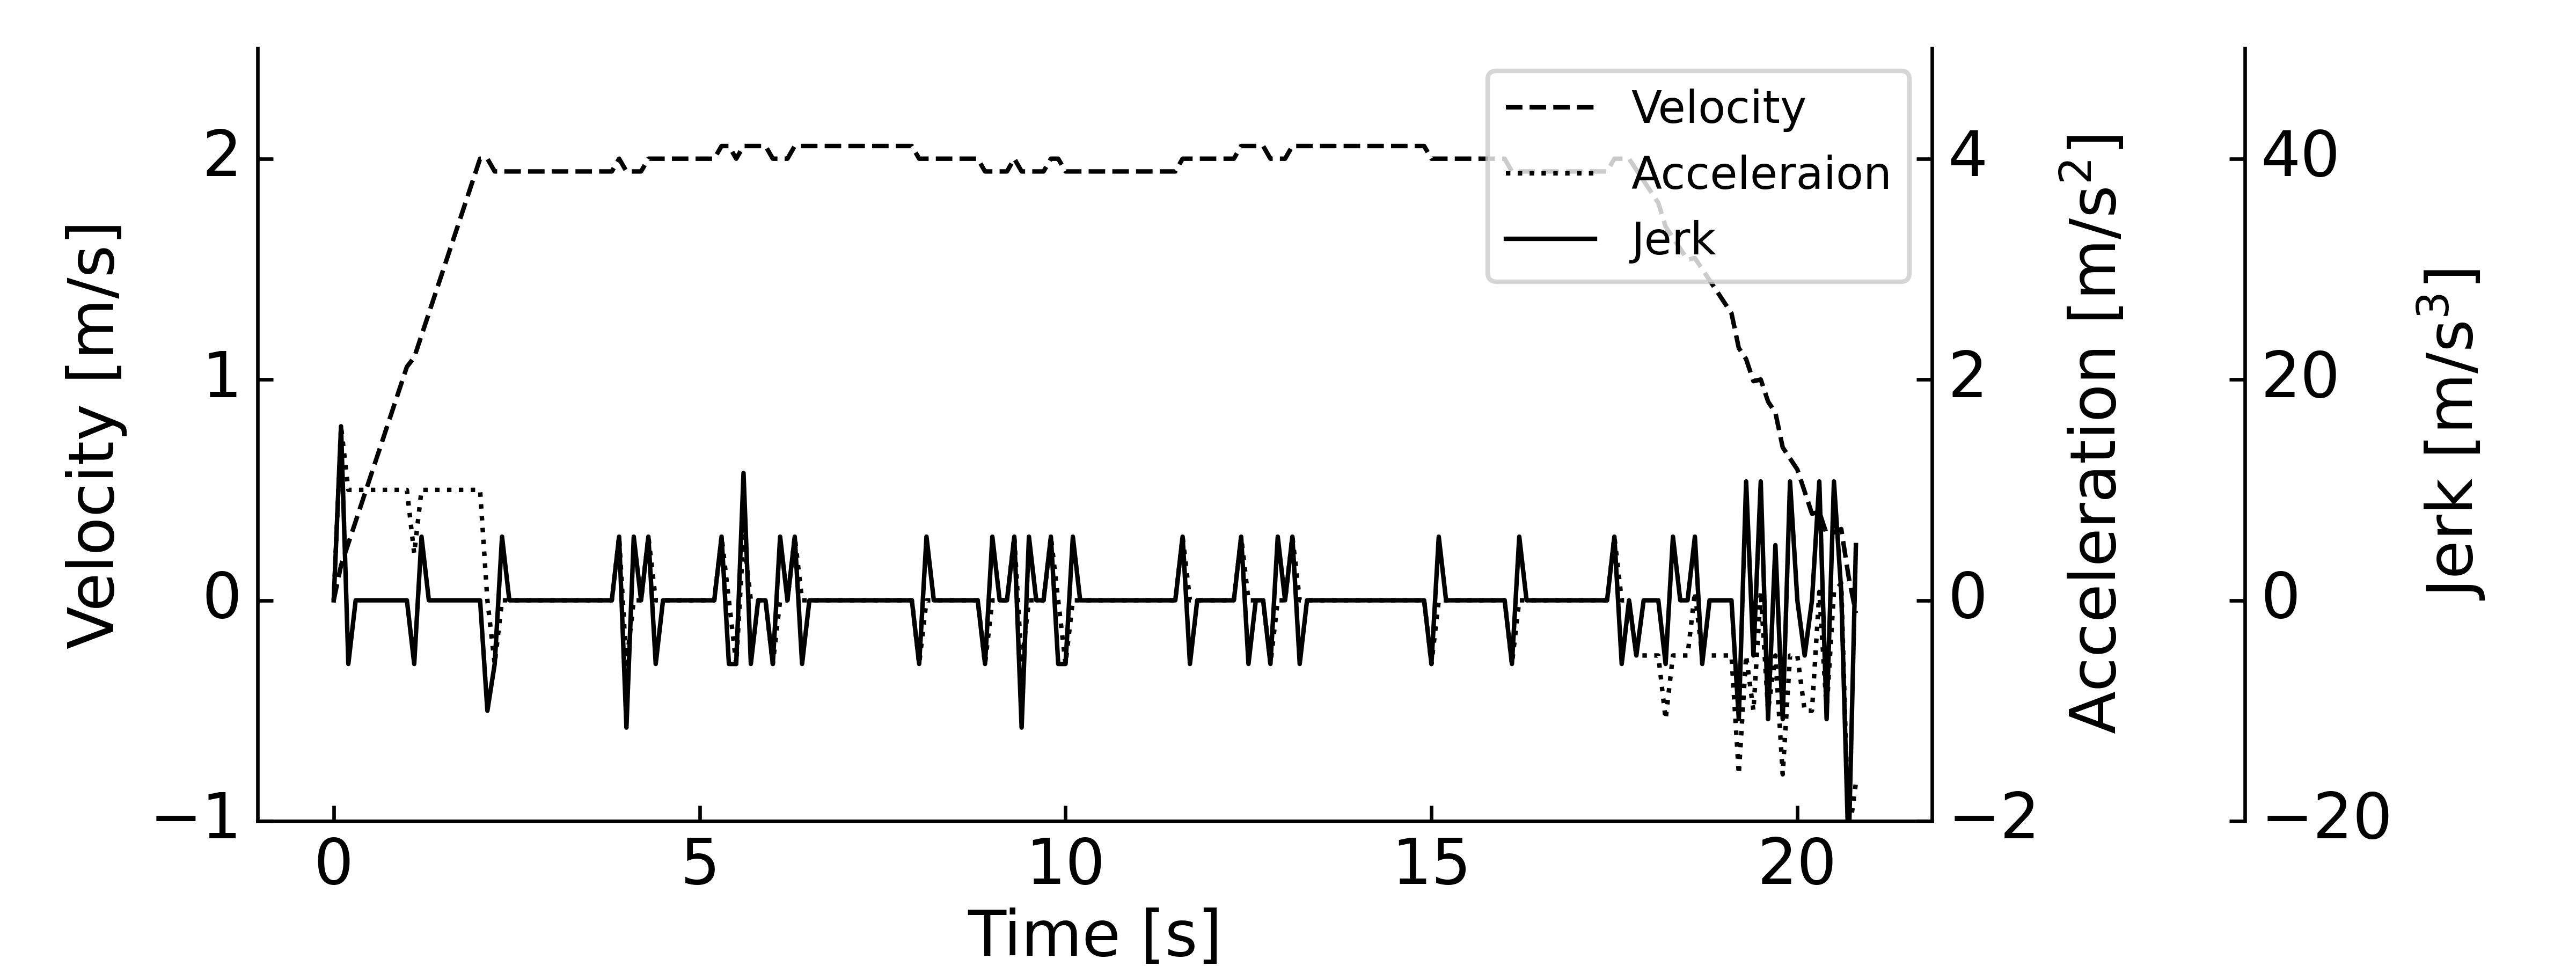 Velocity [m/s]
2
1
0
−1
Velocity
Acceleraion
Jerk
4
2
0
−2
Acceleration [m/s²]
40
20
0
−20
Jerk [m/s³]
0 5 10 15 20
Time [s]